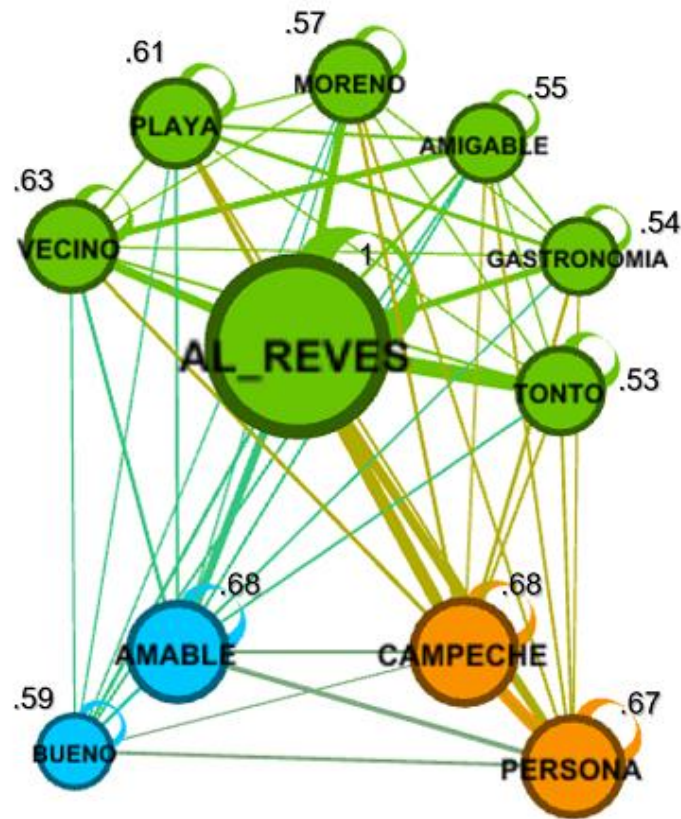 .57
MORENO
.61
PLAYA
.55
AMIGABLE
.63
VECINO
.54
GASTRONOMIA
1
AL_REVES
.53
TONTO
.68
AMABLE
.68
CAMPECHE
.59
BUENO
.67
PERSONA